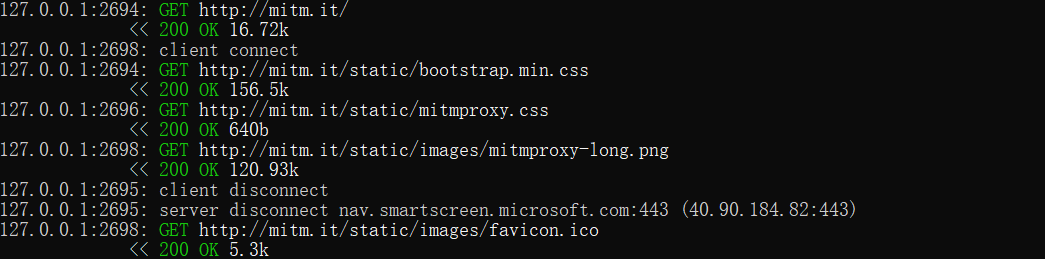 127.0.0.1:2694: GET http://mitm.it/
<< 200 OK 16.72k
127.0.0.1:2698: client connect
127.0.0.1:2694: GET http://mitm.it/static/bootstrap.min.css
<< 200 OK 156.5k
127.0.0.1:2696: GET http://mitm.it/static/mitmproxy.css
<< 200 OK 640b
127.0.0.1:2698: GET http://mitm.it/static/images/mitmproxy-long.png
<< 200 OK 120.93k
127.0.0.1:2695: client disconnect
127.0.0.1:2695: server disconnect nav.smartscreen.microsoft.com:443 (40.90.184.82:443)
127.0.0.1:2698: GET http://mitm.it/static/images/favicon.ico
<< 200 OK 5.3k